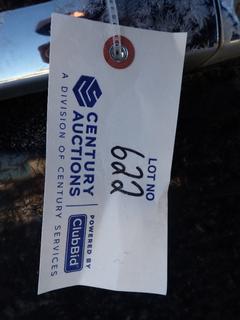 LOT NO
622
CENTURY
AUCTIONS
A DIVISION OF CENTURY SERVICES
POWERED BY
ClubBid